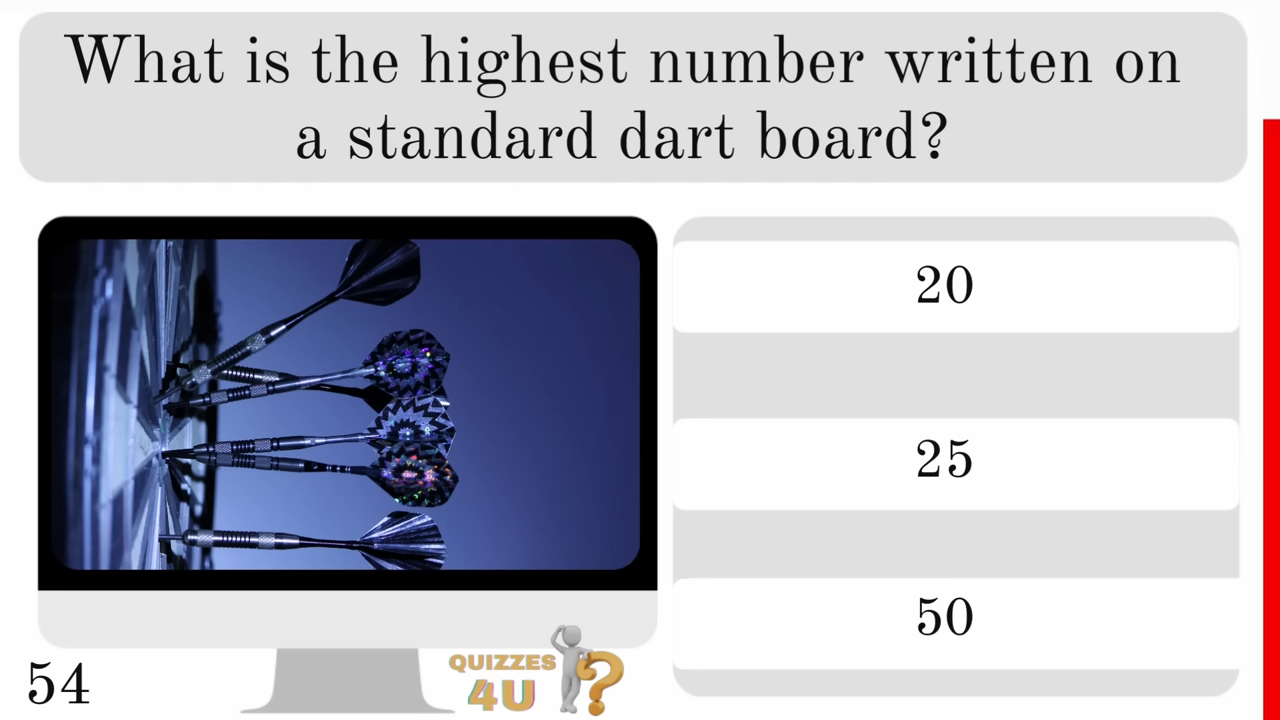 What is the highest number written on
a standard dart board?
20
25
50
54
QUIZZES
4U